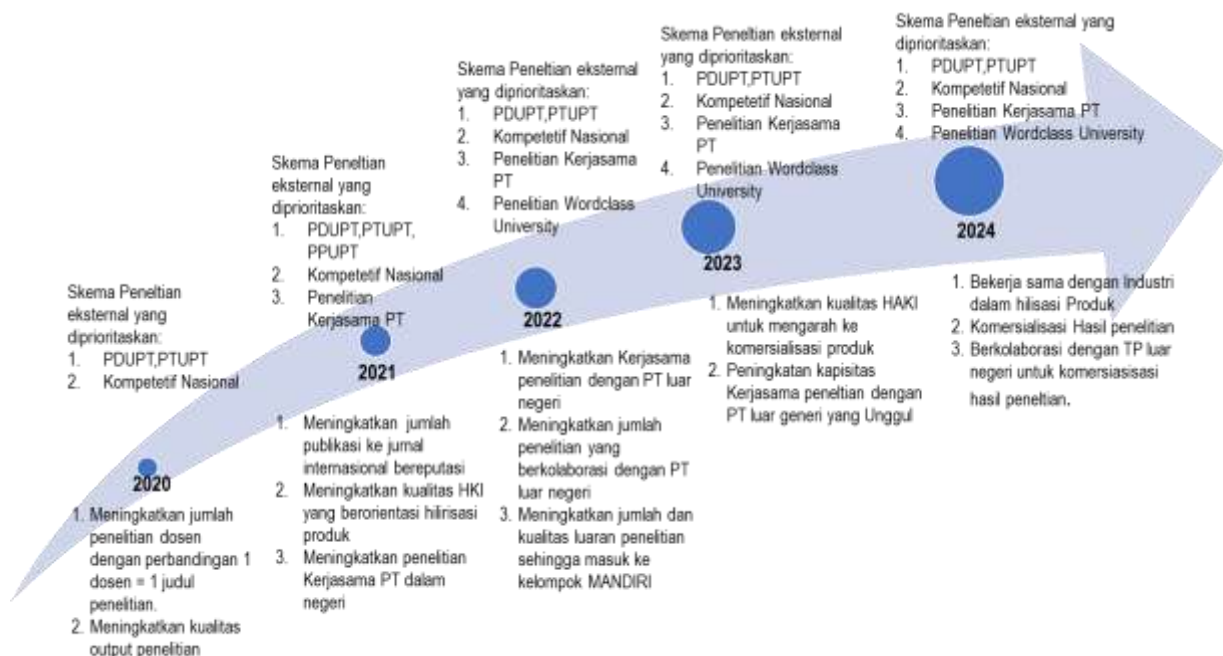 Skema Peneltian
eksternal yang
diprioritaskan:
1. PDUPT,PTUPT
2. Kompetetif Nasional
2020
1. Meningkatkan jumlah
penelitian dosen
dengan perbandingan 1
dosen = 1 judul
penelitian.
2. Meningkatkan kualitas
output penelitian
Skema Peneltian
eksternal yang
diprioritaskan:
1. PDUPT,PTUPT,
PPUPT
2. Kompetetif Nasional
3. Penelitian
Kerjasama PT
2021
1. Meningkatkan jumlah
publikasi ke jurnal
internasional bereputasi
2. Meningkatkan kualitas HKI
yang berorientasi hilirisasi
produk
3. Meningkatkan penelitian
Kerjasama PT dalam
negeri
Skema Peneltian eksternal
yang diprioritaskan:
1. PDUPT,PTUPT
2. Kompetetif Nasional
3. Penelitian Kerjasama
PT
4. Penelitian Wordclass
University
2022
1. Meningkatkan Kerjasama
penelitian dengan PT luar
negeri
2. Meningkatkan jumlah
penelitian yang
berkolaborasi dengan PT
luar negeri
3. Meningkatkan jumlah dan
kualitas luaran penelitian
sehingga masuk ke
kelompok MANDIRI
Skema Peneltian eksternal
yang diprioritaskan:
1. PDUPT,PTUPT
2. Kompetetif Nasional
3. Penelitian Kerjasama
PT
4. Penelitian Wordclass
University
2023
1. Meningkatkan kualitas HAKI
untuk mengarah ke
komersialisasi produk
2. Peningkatan kapisitas
Kerjasama peneltian dengan
PT luar generi yang Unggul
Skema Peneltian eksternal yang
diprioritaskan:
1. PDUPT,PTUPT
2. Kompetetif Nasional
3. Penelitian Kerjasama PT
4. Penelitian Wordclass University
2024
1. Bekerja sama dengan Industri
dalam hilisasi Produk
2. Komersialisasi Hasil penelitian
3. Berkolaborasi dengan TP luar
negeri untuk komersiasisasi
hasil peneltian.